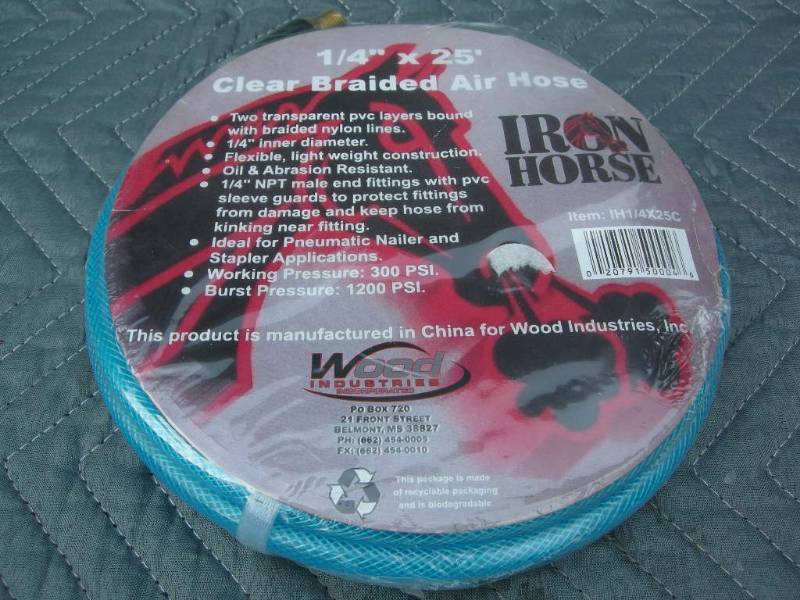 1/4" x 25'
Clear Braided Air Hose
• Two transparent pvc layers bound
with braided nylon lines.
• 1/4" inner diameter.
• Flexible, light weight construction.
• Oil & Abrasion Resistant.
• 1/4" NPT male end fittings with pvc
sleeve guards to protect fittings
from damage and keep hose from
kinking near fitting.
• Ideal for Pneumatic Nailer and
Stapler Applications.
• Working Pressure: 300 PSI.
• Burst Pressure: 1200 PSI.
IRON
HORSE
Item: IH1/4X25C
0 20791 50004 6
This product is manufactured in China for Wood Industries, Inc.
Wood
INDUSTRIES
INCORPORATED
Po Box 720
21 FRONT STREET
BELMONT, MS 38827
PH: (662) 454-0005
FX: (662) 454-0010
This package is made
of recyclable packaging
and is biodegradable.